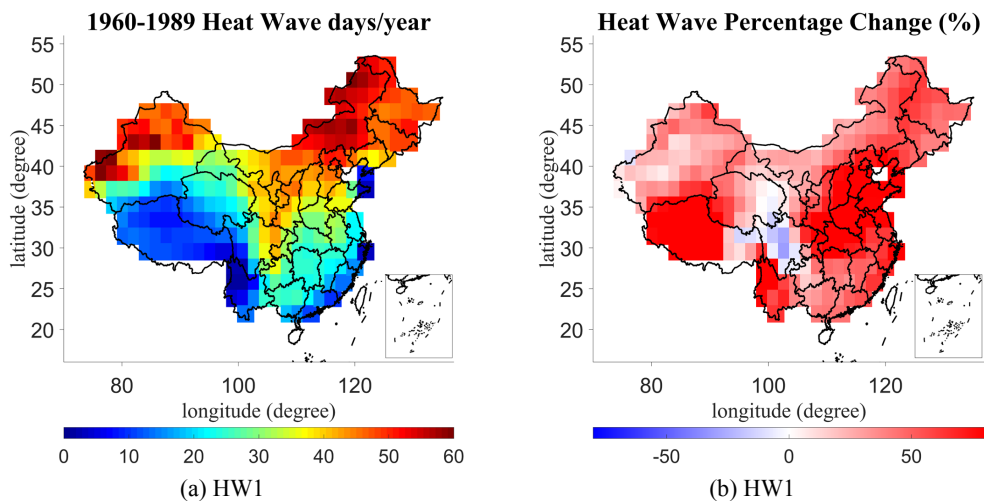 1960-1989 Heat Wave days/year
55
50
45
40
35
30
25
20
latitude (degree)
80
100
120
longitude (degree)
0 10 20 30 40 50 60
(a) HW1
Heat Wave Percentage Change (%)
55
50
45
40
35
30
25
20
latitude (degree)
80
100
120
longitude (degree)
-50 0 50
(b) HW1